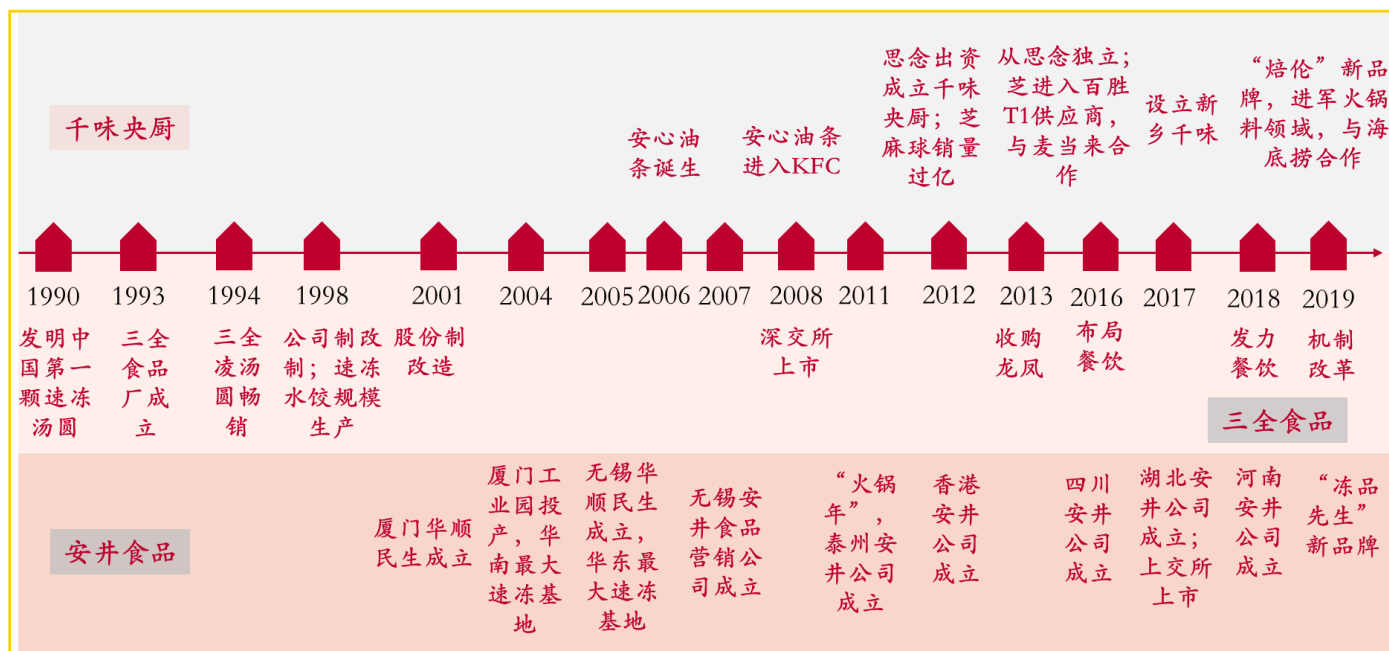 千味央厨
安心油
条诞生
安心油条
进入KFC
思念出资
成立千味
央厨；芝
麻球销量
过亿
从思念独立；
芝进入百胜
T1供应商，
与麦当来合
作
设立新
乡千味
“焙伦”新品
牌，进军火锅
料领域，与海
底捞合作
1990
1993
1994
1998
2001
2004
2005
2006
2007
2008
2011
2012
2013
2016
2017
2018
2019
发明中
国第一
颗速冻
汤圆
三全
食品
厂成
立
三全
凌汤
圆畅
销
公司制改
制；速冻
水饺规模
生产
股份制
改造
深交所
上市
收购
龙凤
布局
餐饮
发力
餐饮
机制
改革
三全食品
安井食品
厦门华顺
民生成立
厦门工
业园投
产，华
南最大
速冻基
地
无锡华
顺民生
成立，
华东最
大速冻
基地
无锡安
井食品
营销公
司成立
“火锅
年”，
泰州安
井公司
成立
香港
安井
公司
成立
四川
安井
公司
成立
湖北安
井公司
成立；
上交所
上市
河南
安井
公司
成立
“冻品
先生”
新品牌